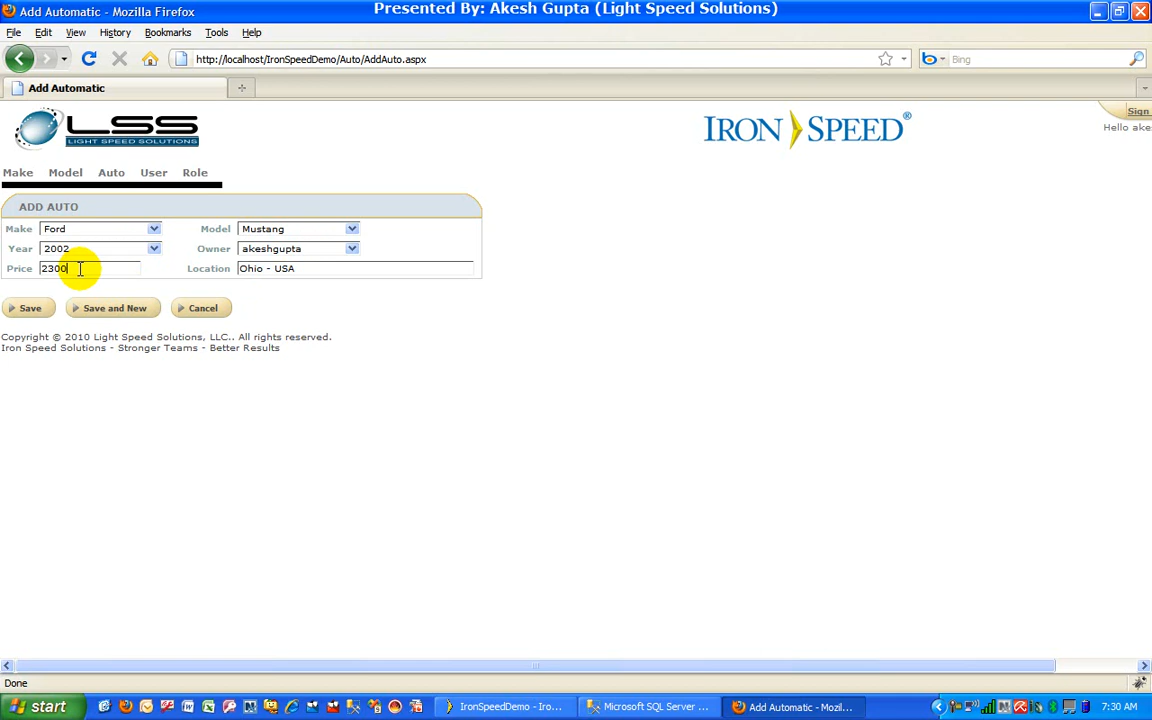 Presented By: Akesh Gupta (Light Speed Solutions)
Add Automatic - Mozilla Firefox
File Edit View History Bookmarks Tools Help
http://localhost/IronSpeedDemo/Auto/AddAuto.aspx
Bing
Add Automatic
LSS
LIGHT SPEED SOLUTIONS
IRON SPEED®
Sign
Hello ake
Make Model Auto User Role
ADD AUTO
Make Ford Model Mustang
Year 2002 Owner akeshgupta
Price 2300 Location Ohio - USA
Save Save and New Cancel
Copyright © 2010 Light Speed Solutions, LLC.. All rights reserved.
Iron Speed Solutions - Stronger Teams - Better Results
Done
start
IronSpeedDemo - Iro...
Microsoft SQL Server ...
Add Automatic - Mozil...
7:30 AM